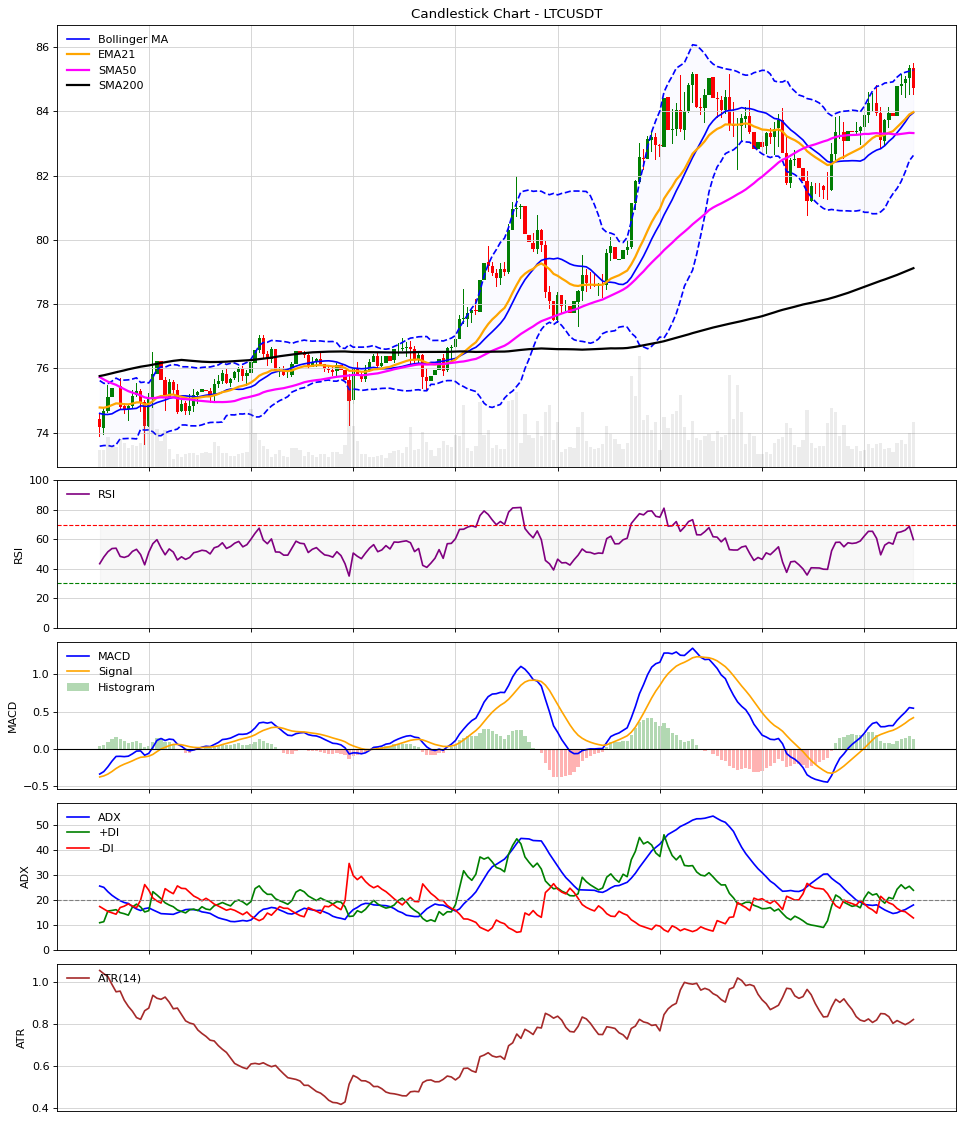 Candlestick Chart - LTCUSDT
Bollinger MA
EMA21
SMA50
SMA200
86
84
82
80
78
76
74
RSI
100
80
60
40
20
0
RSI
MACD
Signal
Histogram
1.0
0.5
0.0
−0.5
MACD
ADX
+DI
-DI
50
40
30
20
10
0
ADX
ATR(14)
1.0
0.8
0.6
0.4
ATR